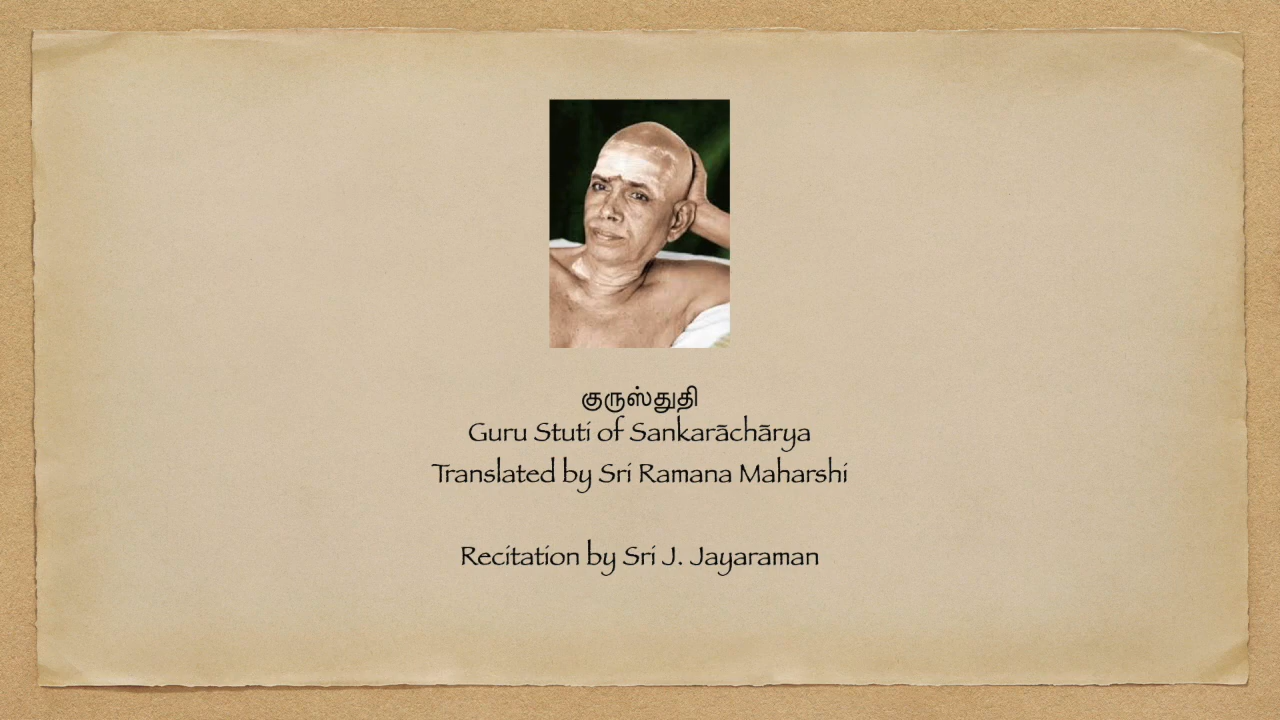 குருஸ்துதி
Guru Stuti of Sankarāchārya
Translated by Sri Ramana Maharshi
Recitation by Sri J. Jayaraman